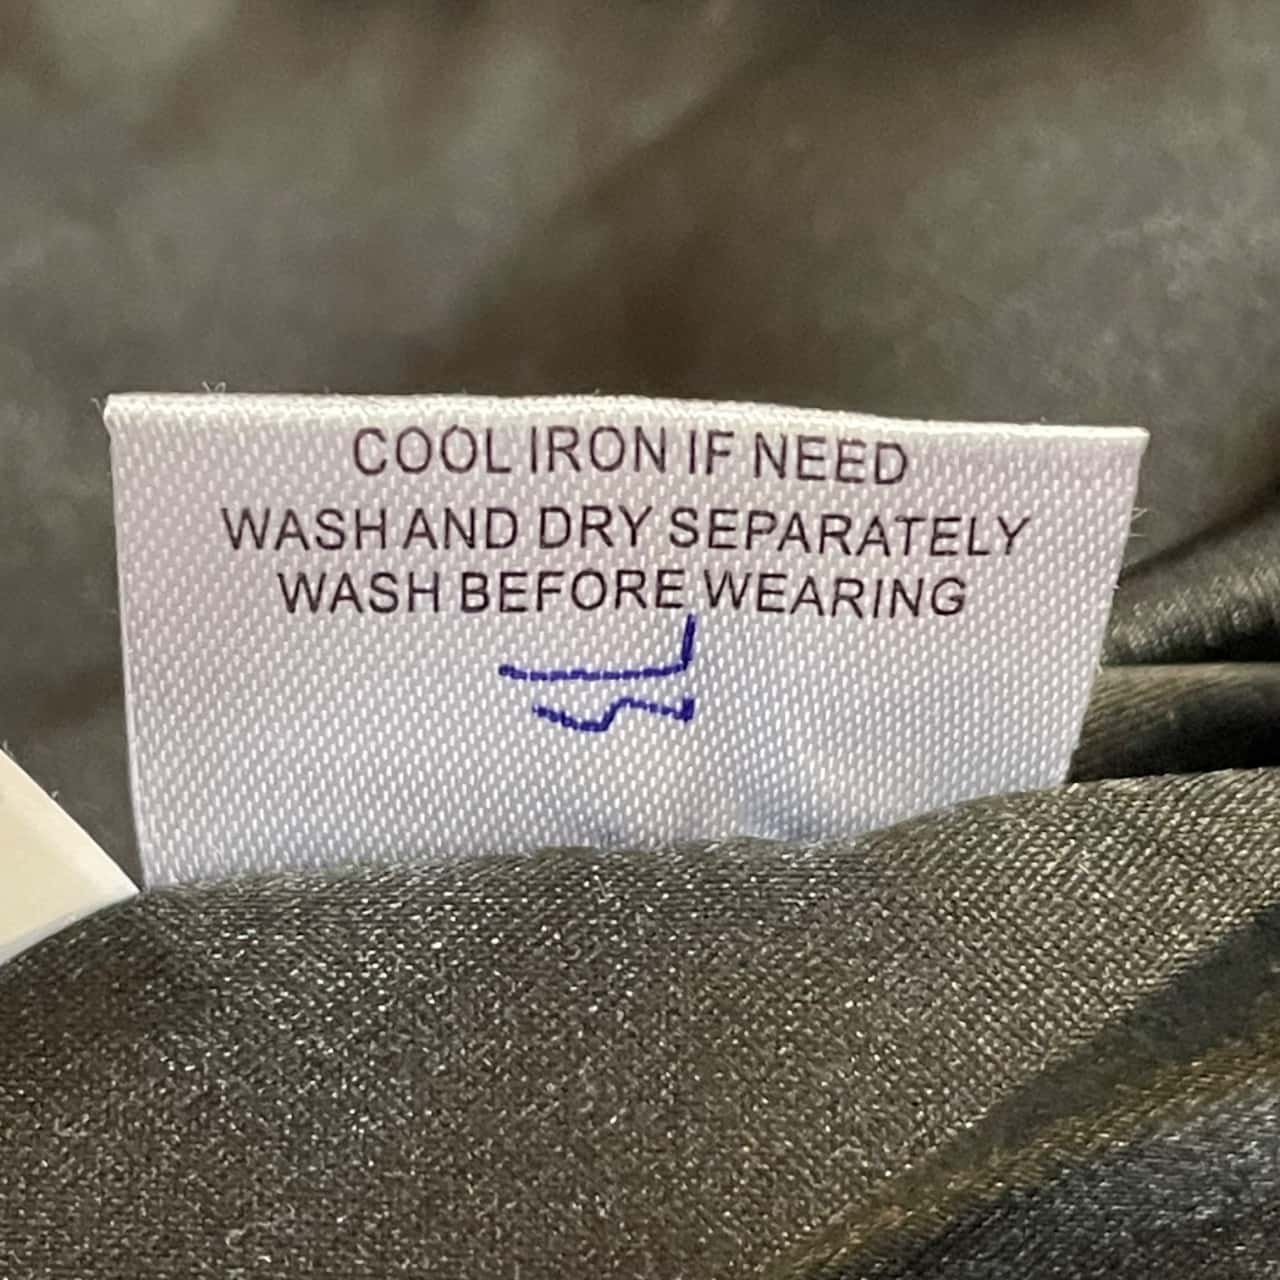 COOL IRON IF NEED
WASH AND DRY SEPARATELY
WASH BEFORE WEARING